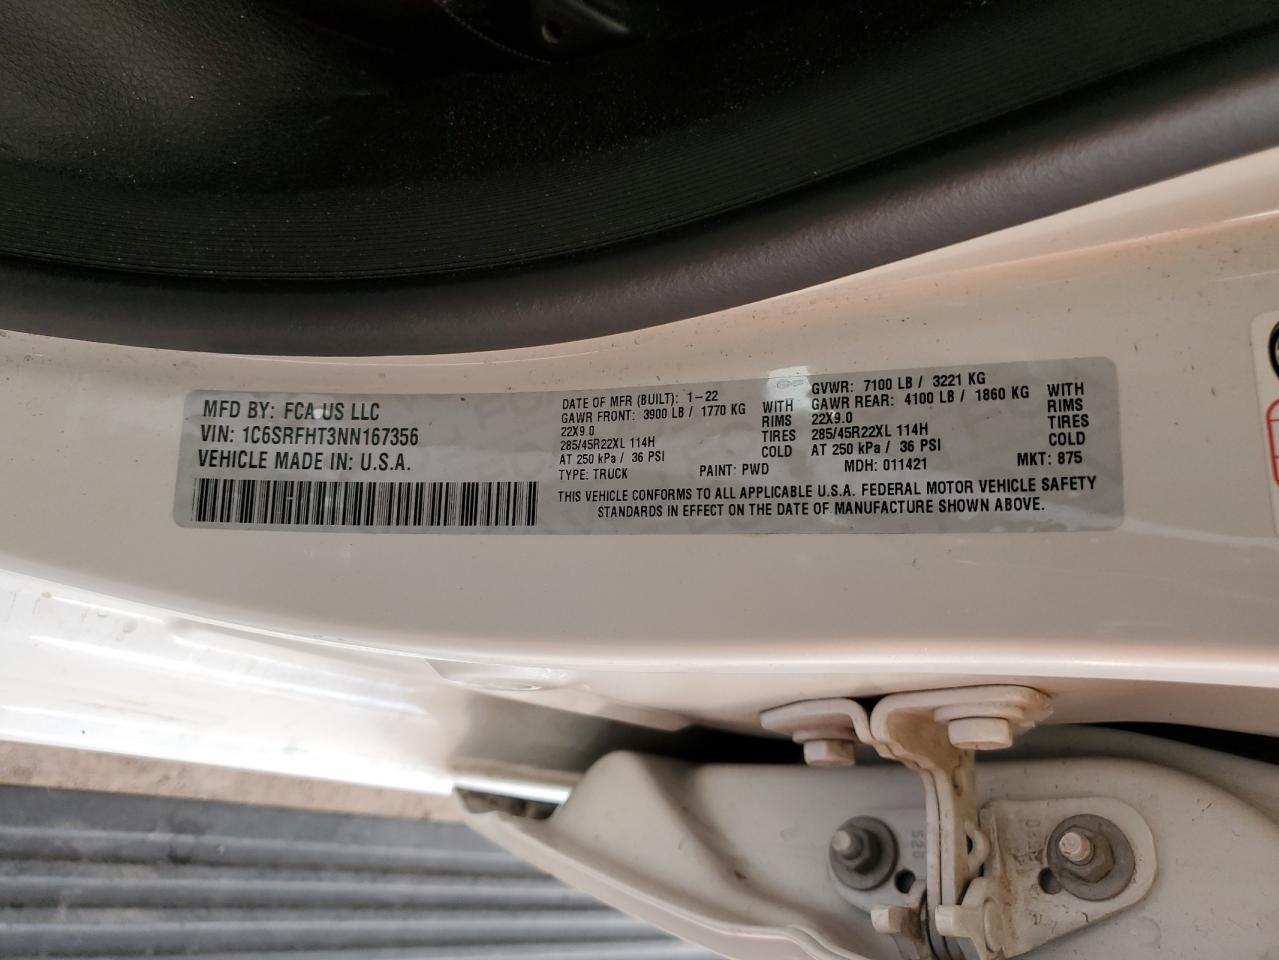 MFD BY: FCA US LLC
VIN: 1C6SRFHT3NN167356
VEHICLE MADE IN: U.S.A.
DATE OF MFR (BUILT): 1-22
GAWR FRONT: 3900 LB / 1770 KG WITH
22X9.0 RIMS
285/45R22XL 114H TIRES
AT 250 kPa / 36 PSI COLD
TYPE: TRUCK PAINT: PWD
GVWR: 7100 LB / 3221 KG
GAWR REAR: 4100 LB / 1860 KG WITH
22X9.0 RIMS
285/45R22XL 114H TIRES
AT 250 kPa / 36 PSI COLD
MDH: 011421 MKT: 875
THIS VEHICLE CONFORMS TO ALL APPLICABLE U.S.A. FEDERAL MOTOR VEHICLE SAFETY
STANDARDS IN EFFECT ON THE DATE OF MANUFACTURE SHOWN ABOVE.
528